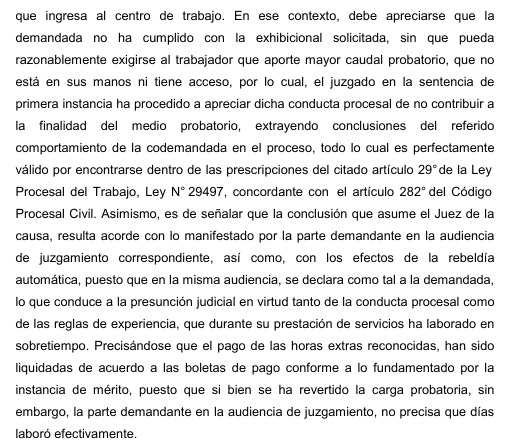 que ingresa al centro de trabajo. En ese contexto, debe apreciarse que la
demandada no ha cumplido con la exhibicional solicitada, sin que pueda
razonablemente exigirse al trabajador que aporte mayor caudal probatorio, que no
está en sus manos ni tiene acceso, por lo cual, el juzgado en la sentencia de
primera instancia ha procedido a apreciar dicha conducta procesal de no contribuir a
la finalidad del medio probatorio, extrayendo conclusiones del referido
comportamiento de la codemandada en el proceso, todo lo cual es perfectamente
válido por encontrarse dentro de las prescripciones del citado artículo 29° de la Ley
Procesal del Trabajo, Ley N° 29497, concordante con el artículo 282° del Código
Procesal Civil. Asimismo, es de señalar que la conclusión que asume el Juez de la
causa, resulta acorde con lo manifestado por la parte demandante en la audiencia
de juzgamiento correspondiente, así como, con los efectos de la rebeldía
automática, puesto que en la misma audiencia, se declara como tal a la demandada,
lo que conduce a la presunción judicial en virtud tanto de la conducta procesal como
de las reglas de experiencia, que durante su prestación de servicios ha laborado en
sobretiempo. Precisándose que el pago de las horas extras reconocidas, han sido
liquidadas de acuerdo a las boletas de pago conforme a lo fundamentado por la
instancia de mérito, puesto que si bien se ha revertido la carga probatoria, sin
embargo, la parte demandante en la audiencia de juzgamiento, no precisa que días
laboró efectivamente.